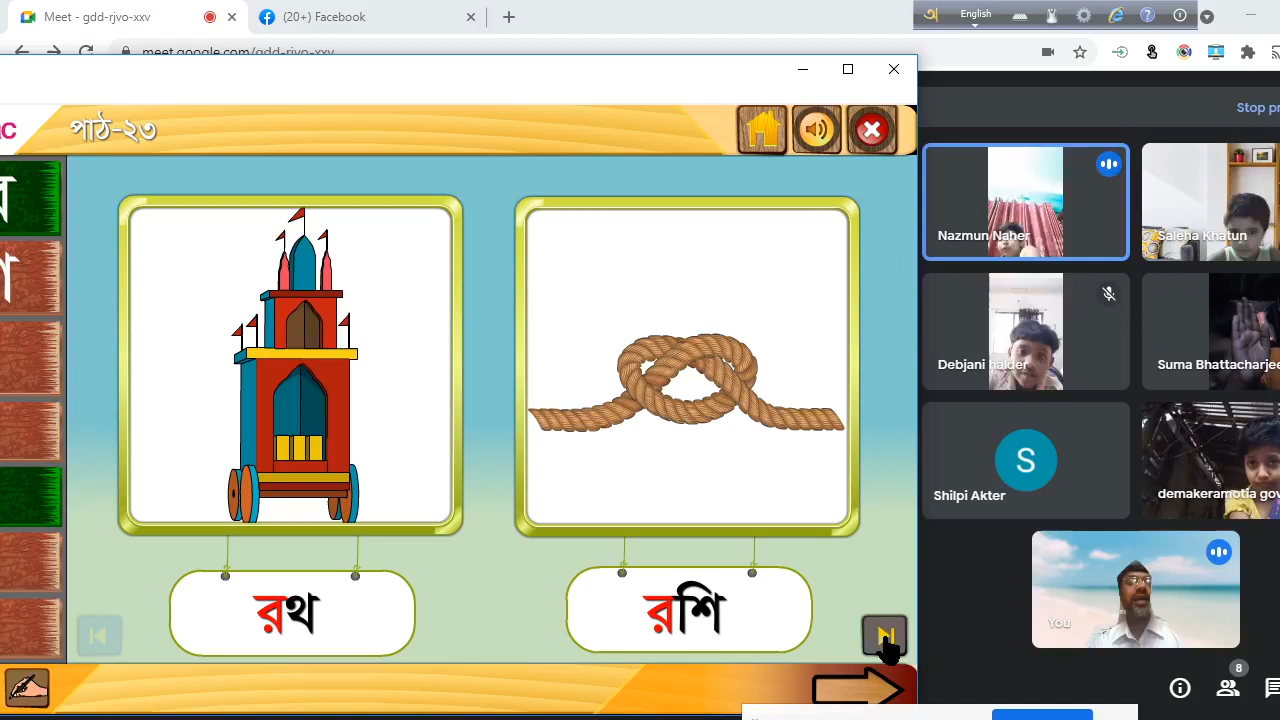 Meet - gdd-rjvo-xxv
(20+) Facebook
English
meet.google.com/gdd-rjvo-xxv
Stop pr
পাঠ-২৩
Nazmun Naher
Saleha Khatun
Debjani halder
Suma Bhattacharjee
S
Shilpi Akter
demakeramotia gov
You
রথ
রশি
8